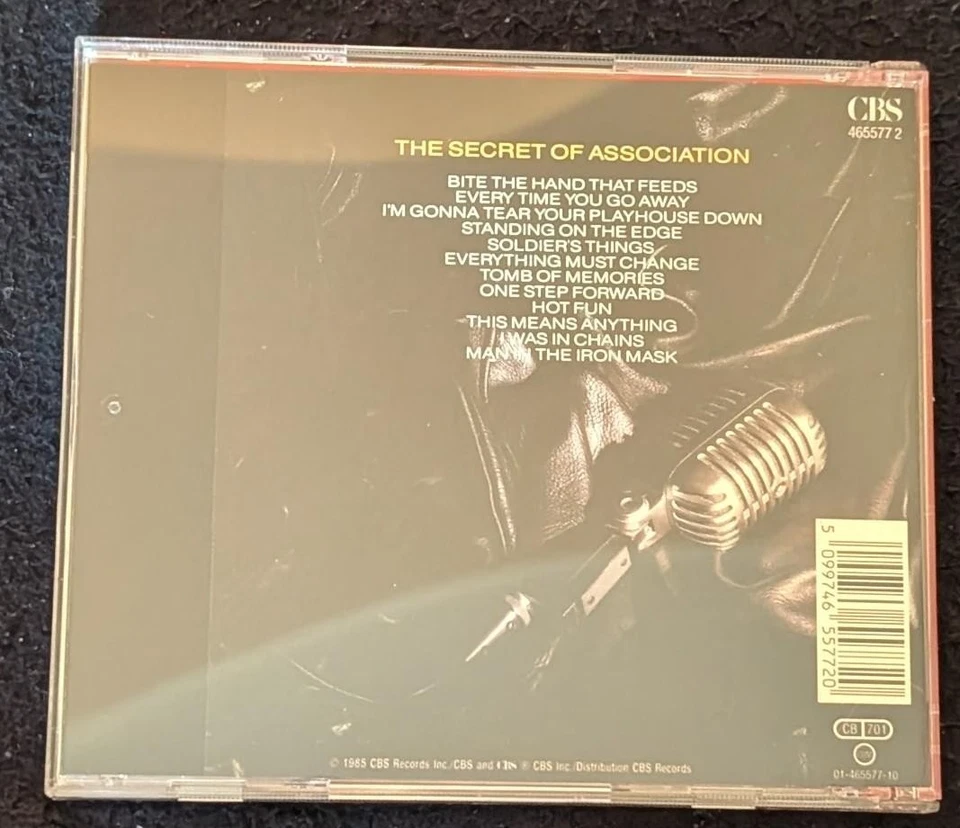 CBS
465577 2
THE SECRET OF ASSOCIATION
BITE THE HAND THAT FEEDS
EVERY TIME YOU GO AWAY
I'M GONNA TEAR YOUR PLAYHOUSE DOWN
STANDING ON THE EDGE
SOLDIER'S THINGS
EVERYTHING MUST CHANGE
TOMB OF MEMORIES
ONE STEP FORWARD
HOT FUN
THIS MEANS ANYTHING
I WAS IN CHAINS
MAN IN THE IRON MASK
5 099746 557720
CB 701
01-465577-10
© 1985 CBS Records Inc./CBS and CBS ® CBS Inc./Distribution CBS Records